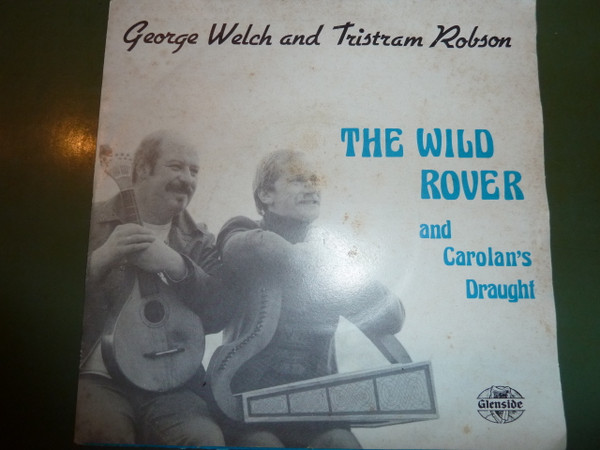 George Welch and Tristram Robson
THE WILD
ROVER
and
Carolan's
Draught
Glenside